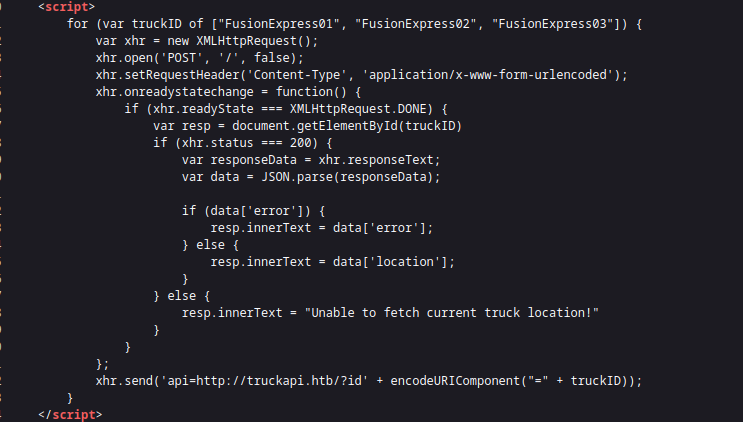 <script>
for (var truckID of ["FusionExpress01", "FusionExpress02", "FusionExpress03"]) {
var xhr = new XMLHttpRequest();
xhr.open('POST', '/', false);
xhr.setRequestHeader('Content-Type', 'application/x-www-form-urlencoded');
xhr.onreadystatechange = function() {
if (xhr.readyState === XMLHttpRequest.DONE) {
var resp = document.getElementById(truckID)
if (xhr.status === 200) {
var responseData = xhr.responseText;
var data = JSON.parse(responseData);
if (data['error']) {
resp.innerText = data['error'];
} else {
resp.innerText = data['location'];
}
} else {
resp.innerText = "Unable to fetch current truck location!"
}
}
};
xhr.send('api=http://truckapi.htb/?id' + encodeURIComponent("=" + truckID));
}
</script>